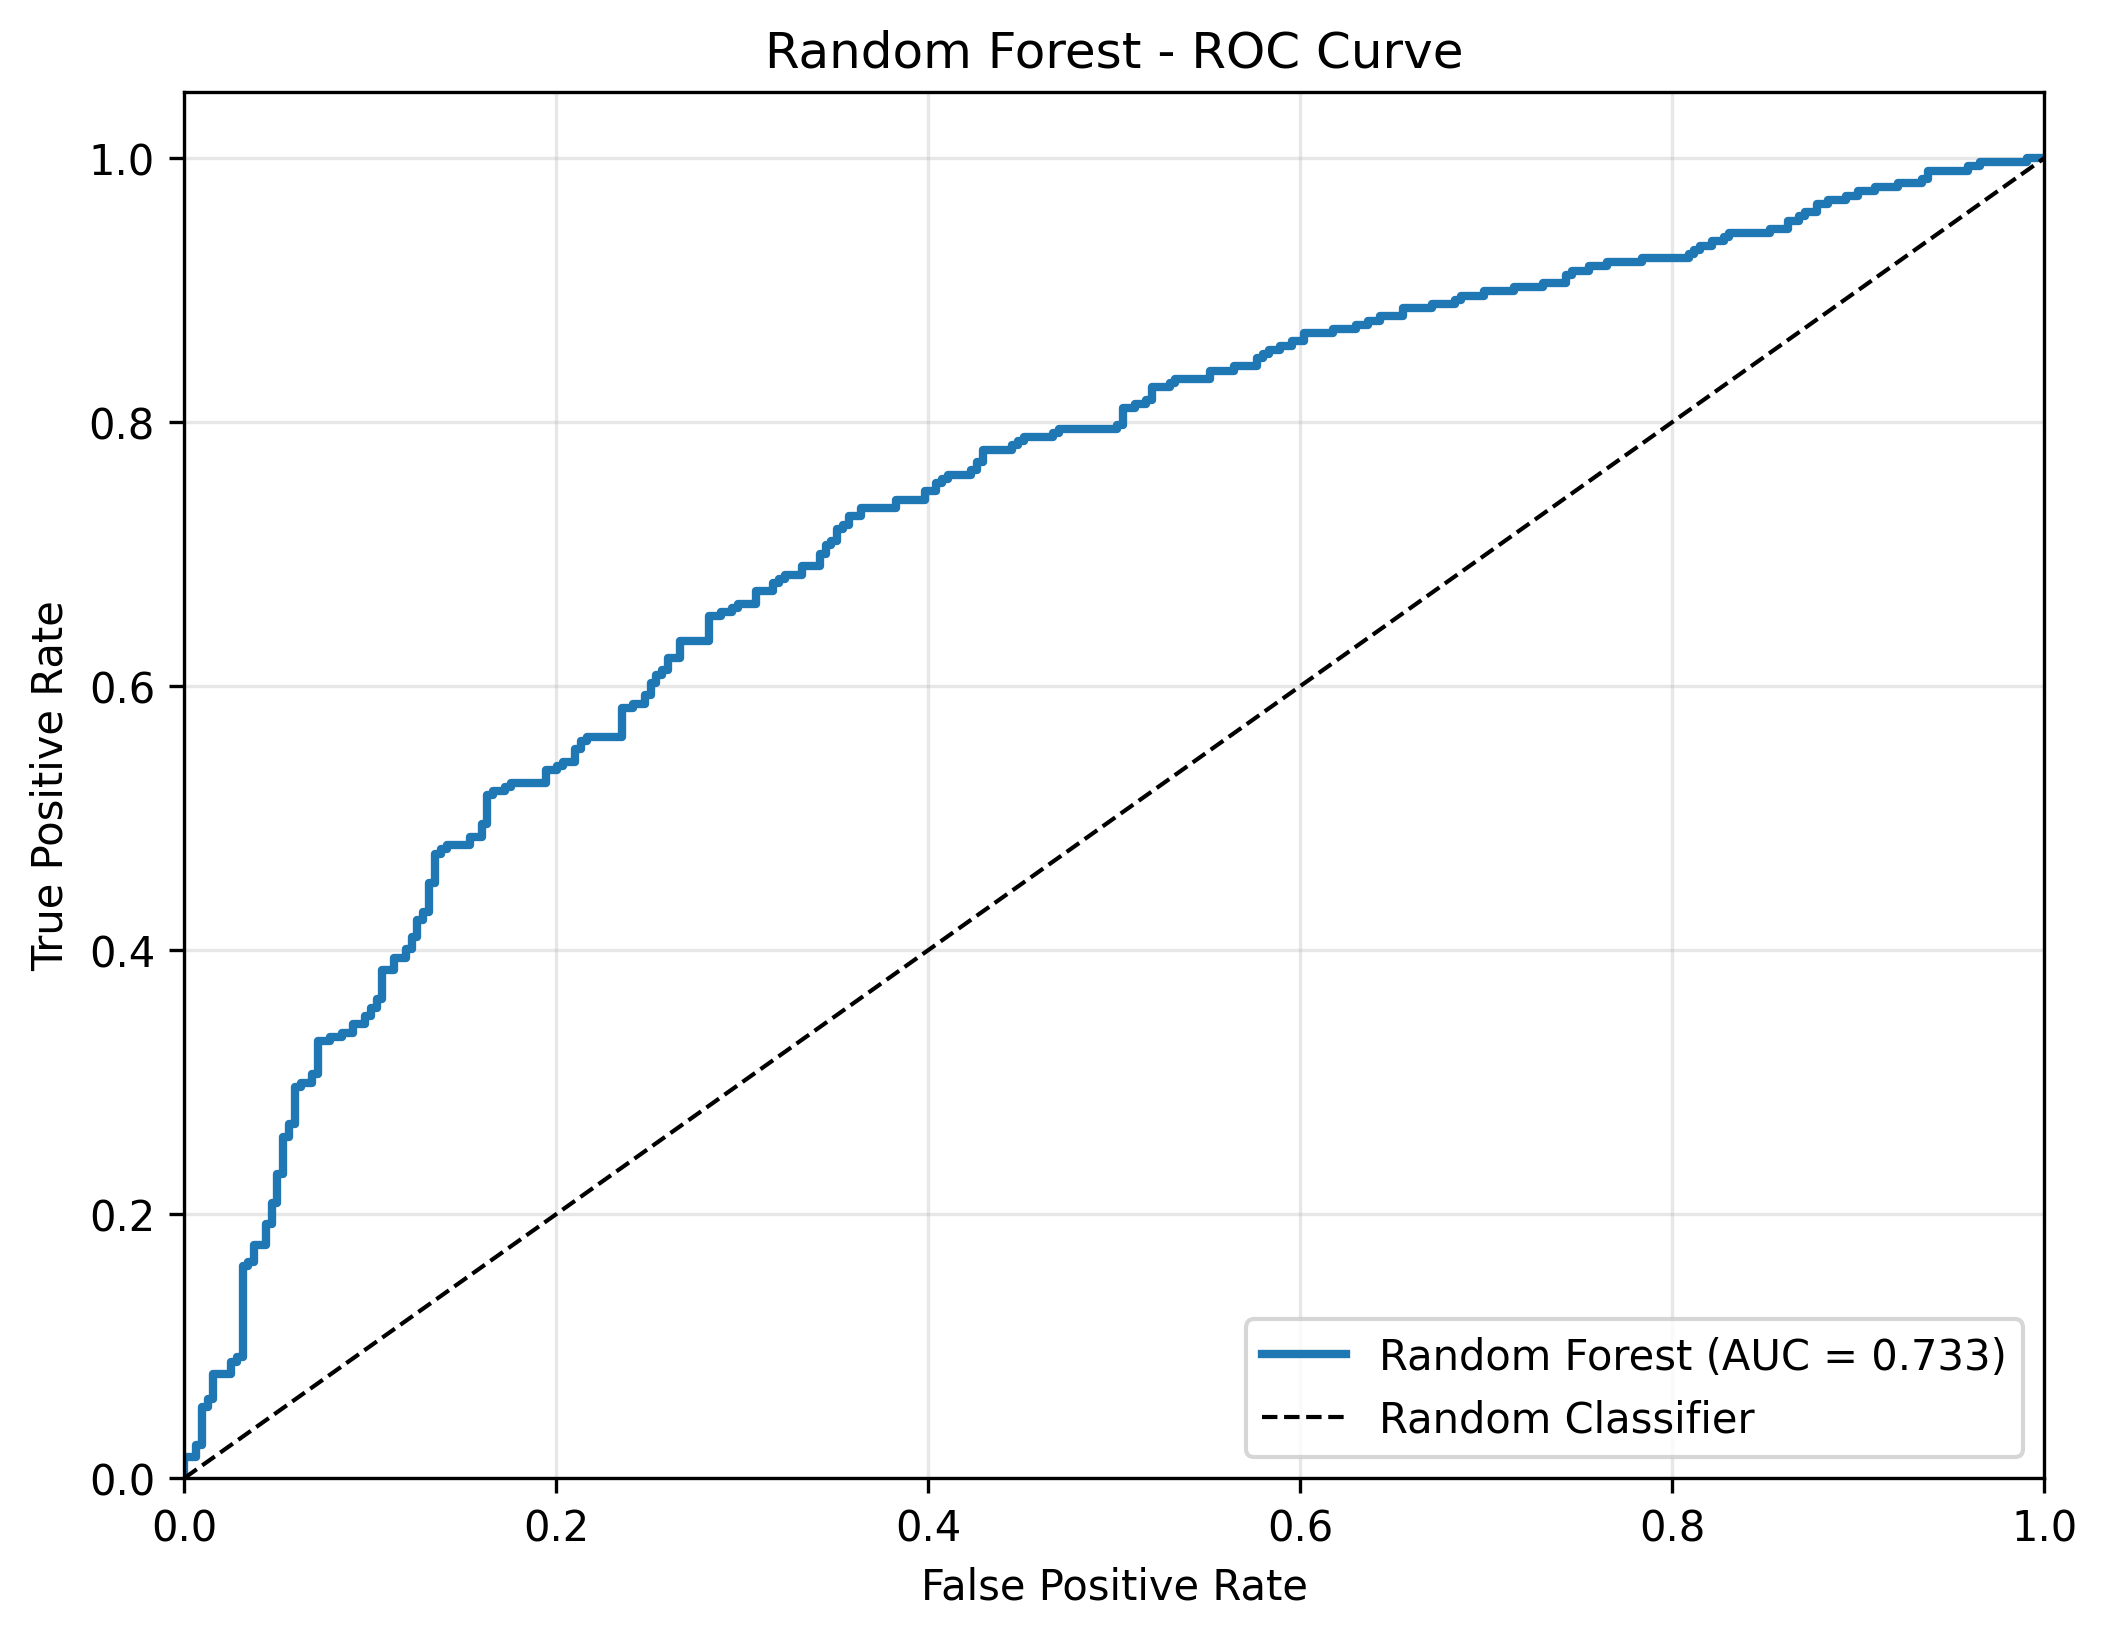 Random Forest - ROC Curve
True Positive Rate
1.0
0.8
0.6
0.4
0.2
0.0
0.0 0.2 0.4 0.6 0.8 1.0
False Positive Rate
Random Forest (AUC = 0.733)
Random Classifier